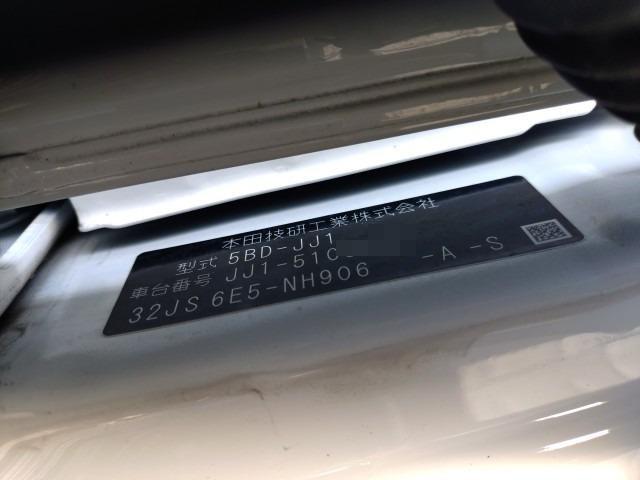 本田技研工業株式会社
型式 5BD-JJ1
車台番号 JJ1-51
32JS 6E5-NH906 -A -S